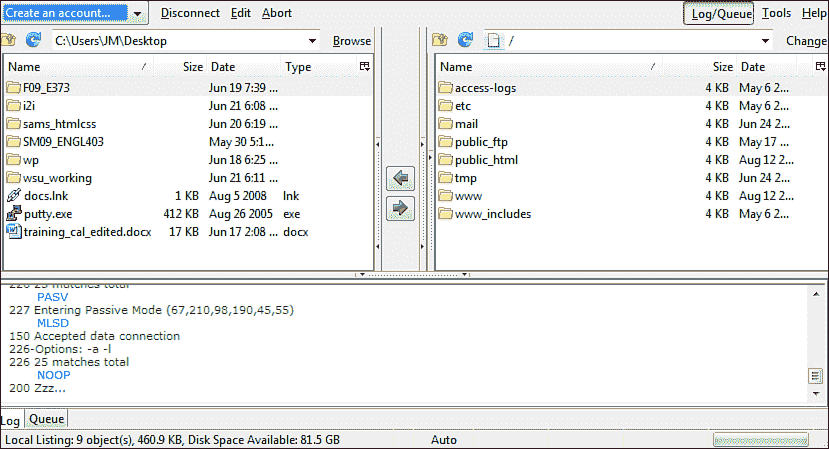 Create an account... Disconnect Edit Abort Log/Queue Tools Help
C:\Users\JM\Desktop Browse / Change
Name Size Date Type Name Size Date
F09_E373 Jun 19 7:39 ... access-logs 4 KB May 6 2...
i2i Jun 21 6:08 ... etc 4 KB May 6 2...
sams_htmlcss Jun 20 6:19 ... mail 4 KB Jun 24 2...
SM09_ENGL403 May 30 5:1... public_ftp 4 KB May 17 ...
wp Jun 18 6:25 ... public_html 4 KB Aug 12 2...
wsu_working Jun 21 6:11 ... tmp 4 KB Jun 24 2...
docs.lnk 1 KB Aug 5 2008 lnk www 4 KB Aug 12 2...
putty.exe 412 KB Aug 26 2005 exe www_includes 4 KB May 6 2...
training_cal_edited.docx 17 KB Jun 17 2:08 ... docx
226 25 matches total
PASV
227 Entering Passive Mode (67,210,98,190,45,55)
MLSD
150 Accepted data connection
226-Options: -a -l
226 25 matches total
NOOP
200 Zzz...
Log Queue
Local Listing: 9 object(s), 460.9 KB, Disk Space Available: 81.5 GB Auto